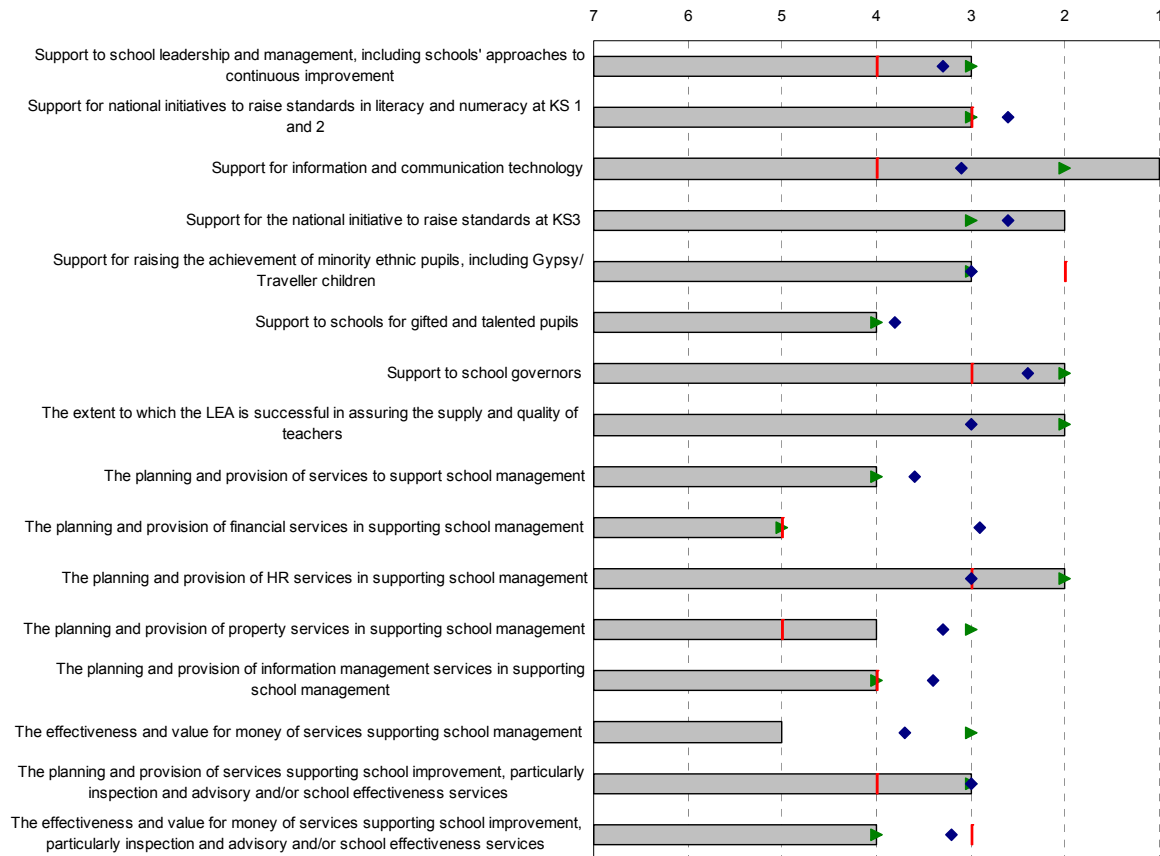 7 6 5 4 3 2 1
Support to school leadership and management, including schools' approaches to
continuous improvement
Support for national initiatives to raise standards in literacy and numeracy at KS 1
and 2
Support for information and communication technology
Support for the national initiative to raise standards at KS3
Support for raising the achievement of minority ethnic pupils, including Gypsy/
Traveller children
Support to schools for gifted and talented pupils
Support to school governors
The extent to which the LEA is successful in assuring the supply and quality of
teachers
The planning and provision of services to support school management
The planning and provision of financial services in supporting school management
The planning and provision of HR services in supporting school management
The planning and provision of property services in supporting school management
The planning and provision of information management services in supporting
school management
The effectiveness and value for money of services supporting school management
The planning and provision of services supporting school improvement, particularly
inspection and advisory and/or school effectiveness services
The effectiveness and value for money of services supporting school improvement,
particularly inspection and advisory and/or school effectiveness services